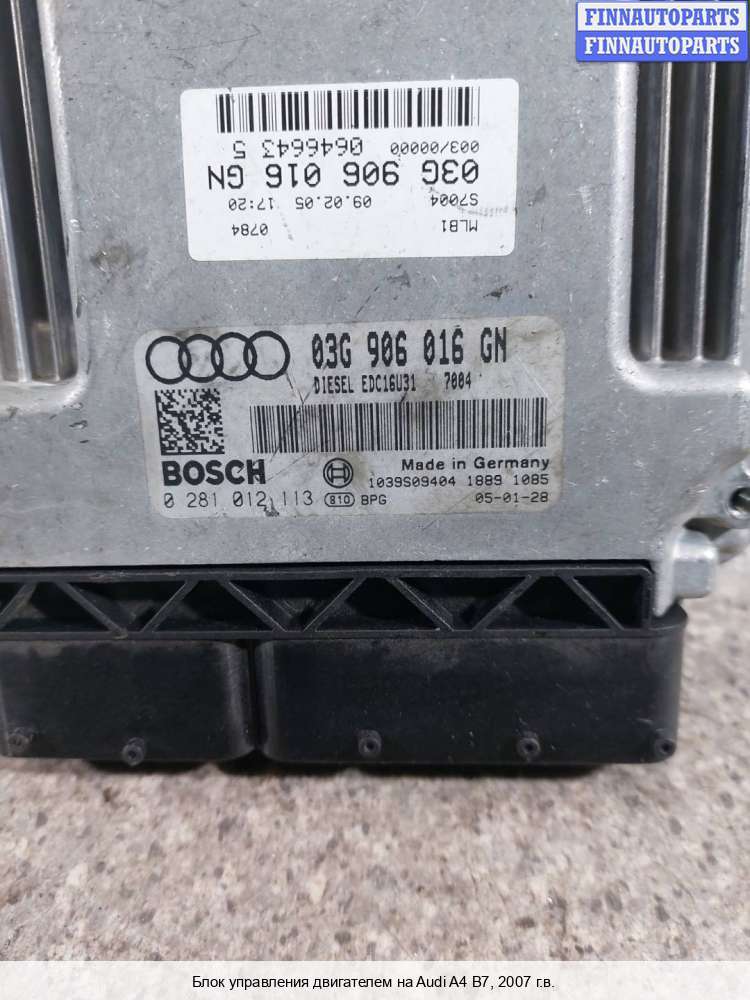 FINNAUTOPARTS
FINNAUTOPARTS
MLB1 0784
S7004 09.02.05 17:20
03G 906 016 GN
003/00000 0646643 5
03G 906 016 GN
DIESEL EDC16U31 7004
BOSCH
Made in Germany
1039S09404 1889 1085
0 281 012 113 810 BPG 05-01-28
Блок управления двигателем на Audi A4 B7, 2007 г.в.